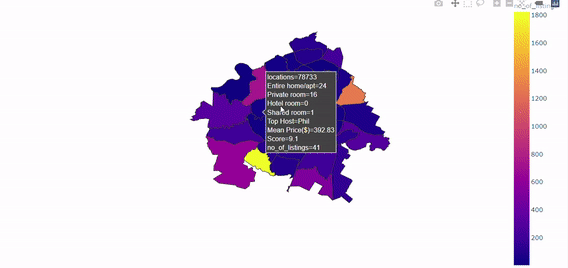 no_of_listings
locations=78733
Entire home/apt=24
Private room=16
Hotel room=0
Shared room=1
Top Host=Phil
Mean Price($)=392.83
Score=9.1
no_of_listings=41
1800
1600
1400
1200
1000
800
600
400
200